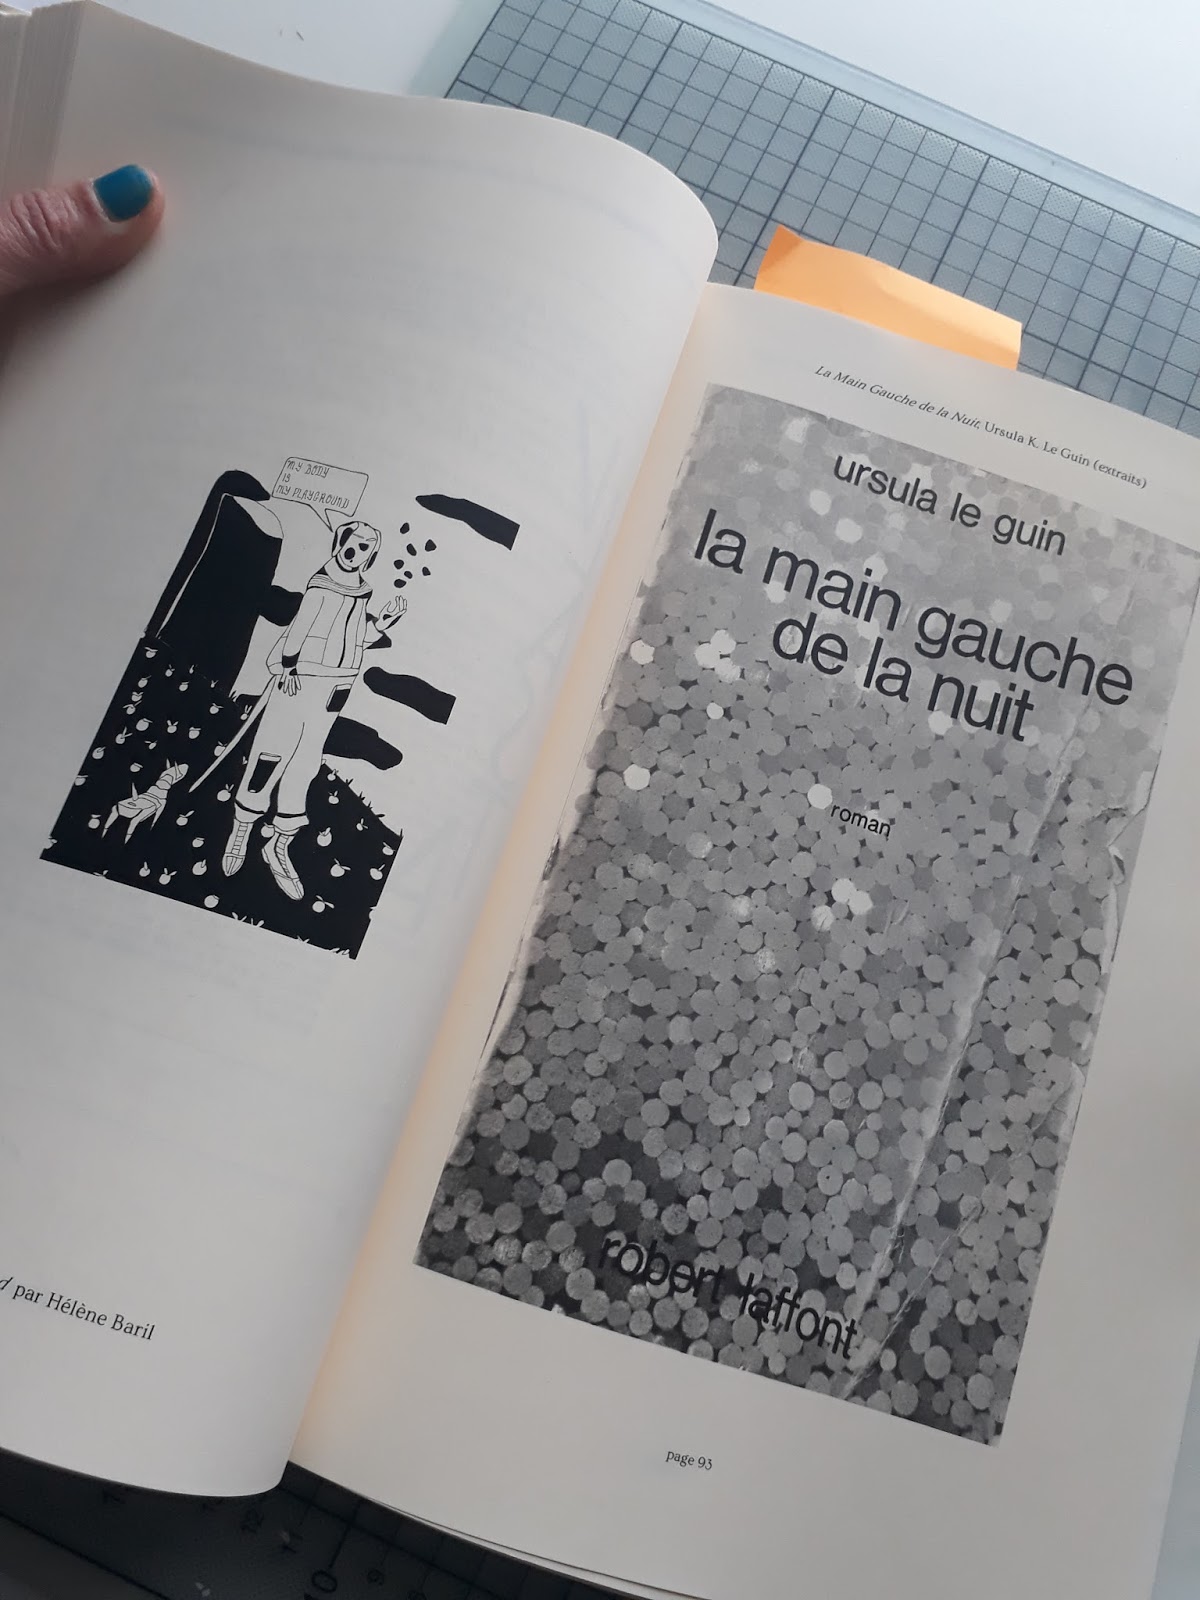 MY BODY
IS
MY PLAYGROUND
par Hélène Baril
La Main Gauche de la Nuit, Ursula K. Le Guin (extraits)
ursula le guin
la main gauche
de la nuit
roman
robert laffont
page 93